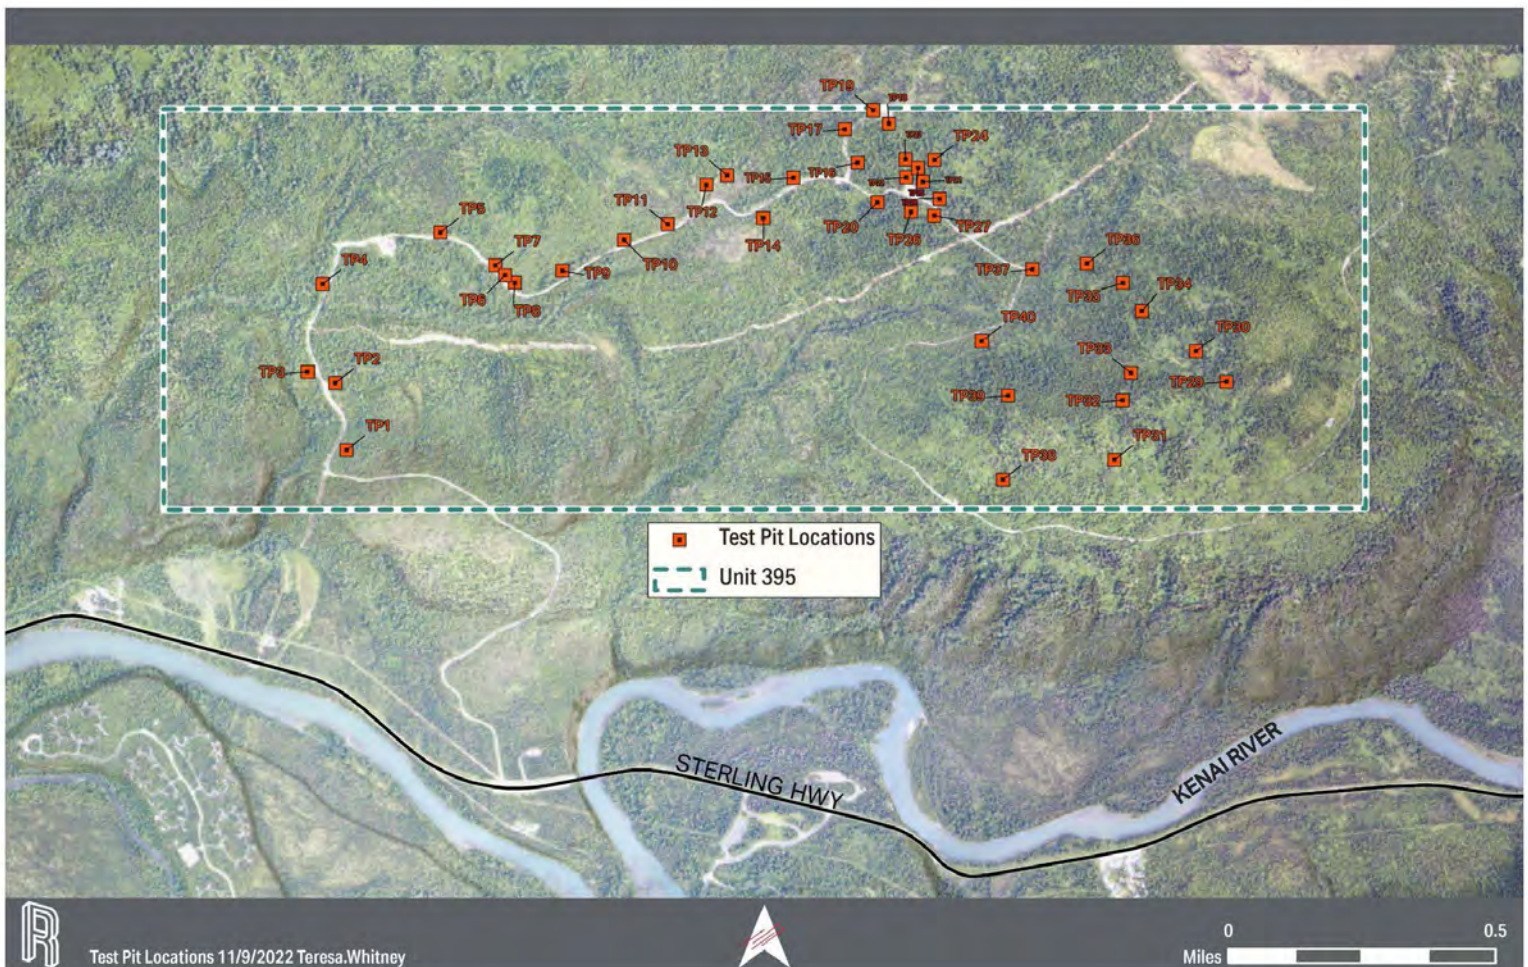 TP19
TP17
TP24
TP13
TP15
TP16
TP11
TP12
TP5
TP20
TP26
TP27
TP14
TP7
TP10
TP9
TP4
TP6
TP8
TP36
TP37
TP35
TP34
TP40
TP30
TP33
TP2
TP3
TP29
TP39
TP32
TP1
TP31
TP38
Test Pit Locations
Unit 395
STERLING HWY
KENAI RIVER
Test Pit Locations 11/9/2022 Teresa.Whitney
0 0.5
Miles